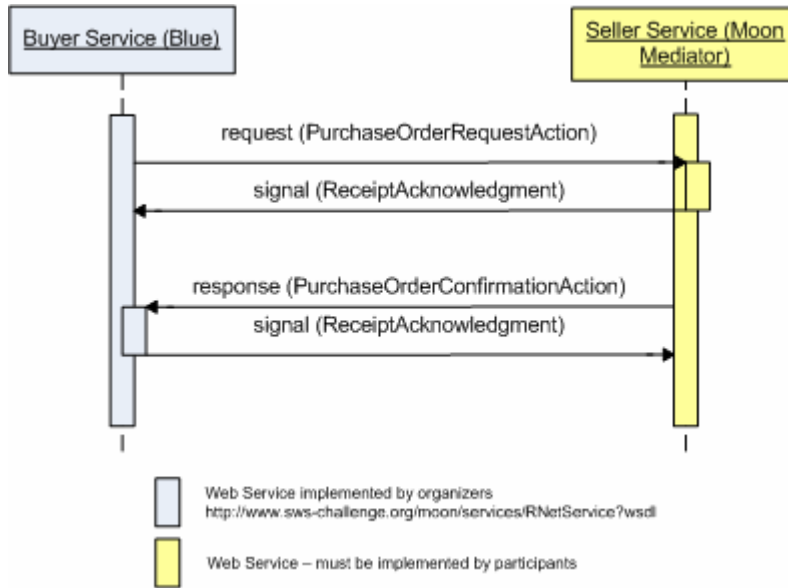 Buyer Service (Blue)
Seller Service (Moon
Mediator)
request (PurchaseOrderRequestAction)
signal (ReceiptAcknowledgment)
response (PurchaseOrderConfirmationAction)
signal (ReceiptAcknowledgment)
Web Service implemented by organizers
http://www.sws-challenge.org/moon/services/RNetService?wsdl
Web Service – must be implemented by participants